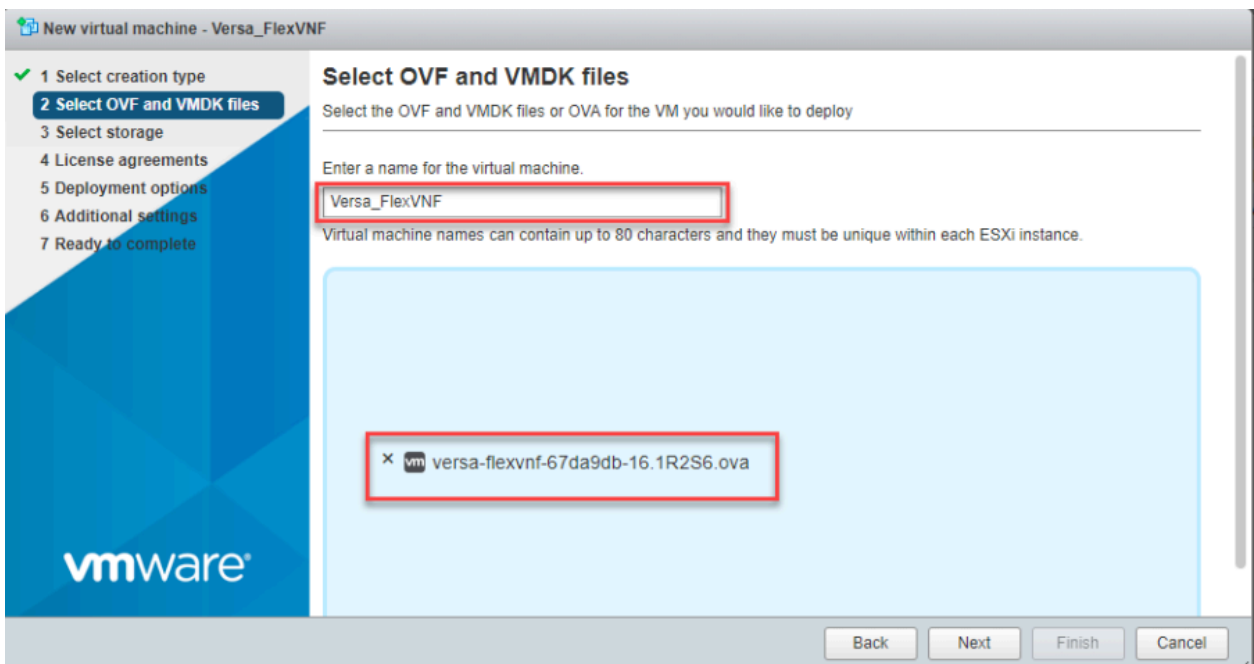 New virtual machine - Versa_FlexVNF
1 Select creation type
2 Select OVF and VMDK files
3 Select storage
4 License agreements
5 Deployment options
6 Additional settings
7 Ready to complete
vmware®
Select OVF and VMDK files
Select the OVF and VMDK files or OVA for the VM you would like to deploy
Enter a name for the virtual machine.
Versa_FlexVNF
Virtual machine names can contain up to 80 characters and they must be unique within each ESXi instance.
× vm versa-flexvnf-67da9db-16.1R2S6.ova
Back Next Finish Cancel